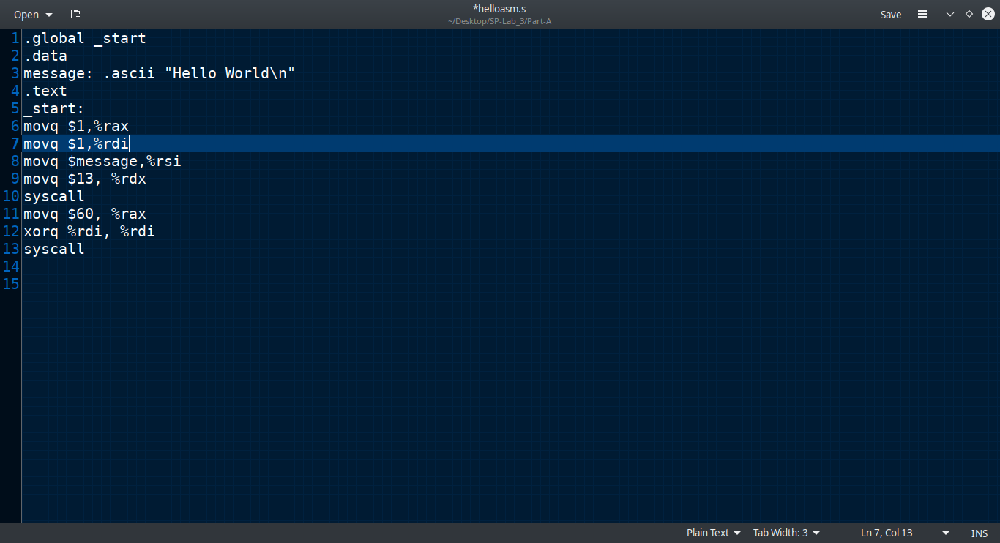 Open
*helloasm.s
~/Desktop/SP-Lab_3/Part-A
Save
1 .global _start
2 .data
3 message: .ascii "Hello World\n"
4 .text
5 _start:
6 movq $1,%rax
7 movq $1,%rdi
8 movq $message,%rsi
9 movq $13, %rdx
10 syscall
11 movq $60, %rax
12 xorq %rdi, %rdi
13 syscall
14
15
Plain Text Tab Width: 3 Ln 7, Col 13 INS